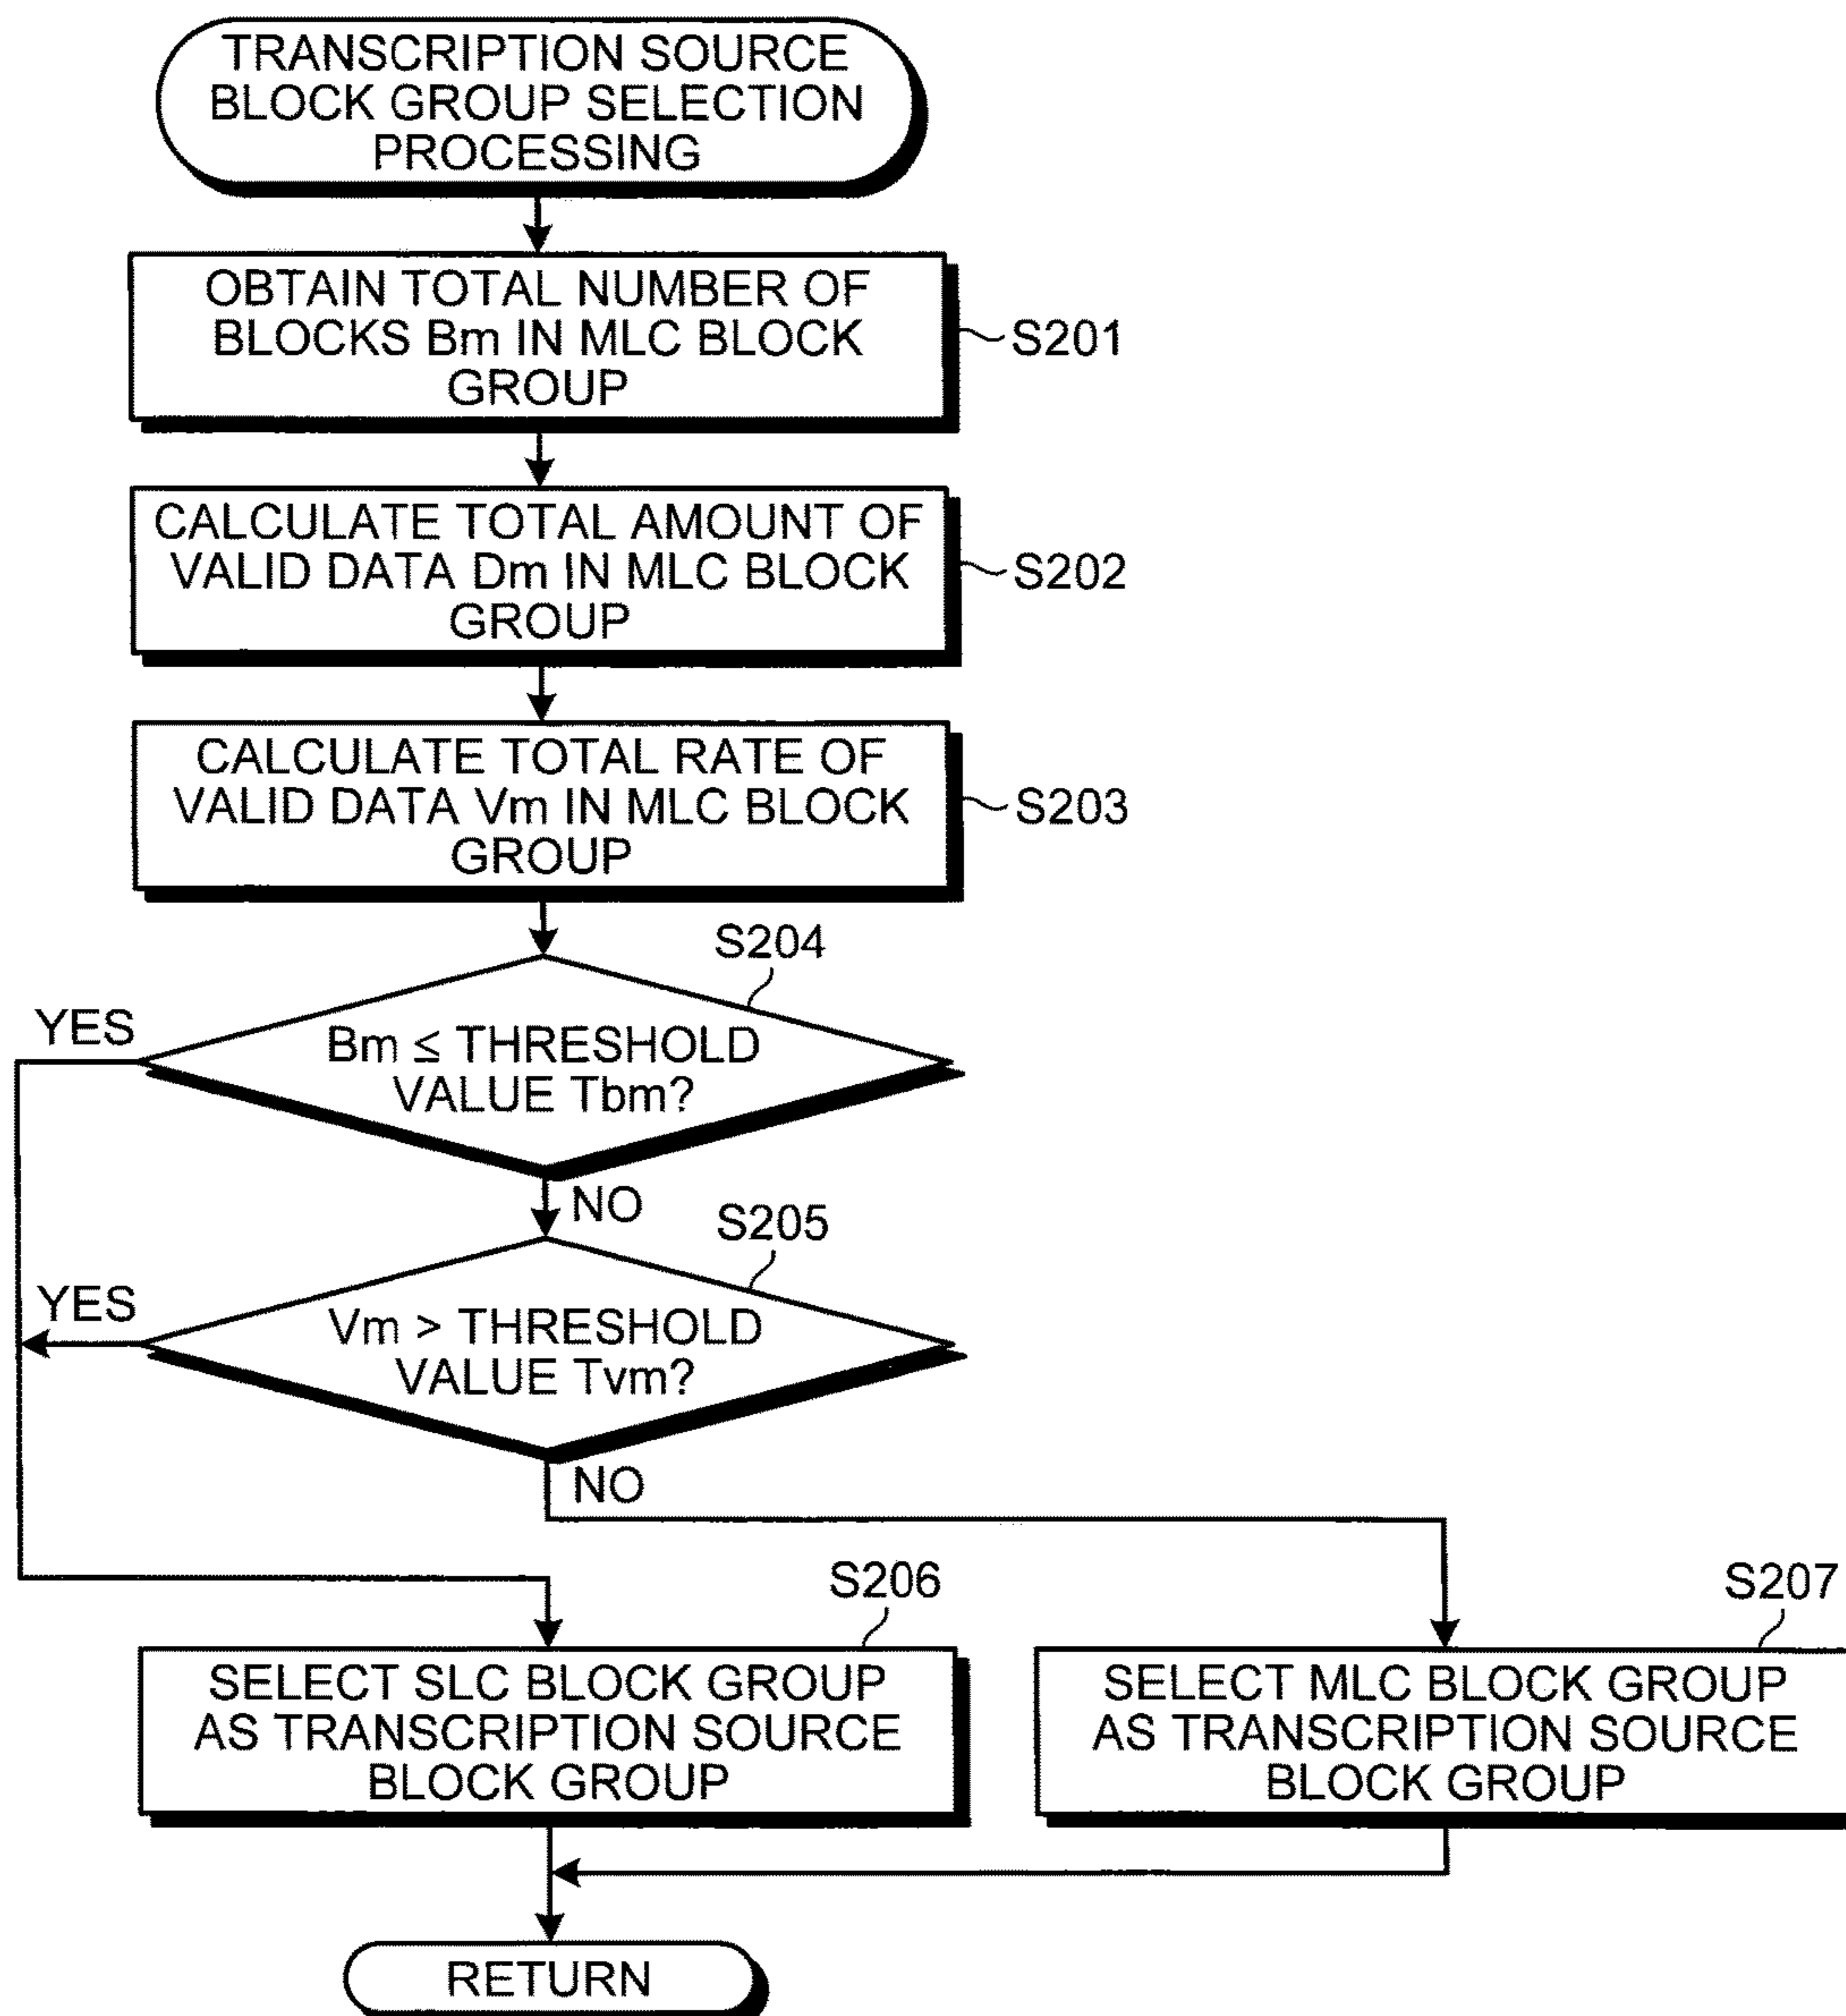 TRANSCRIPTION SOURCE
BLOCK GROUP SELECTION
PROCESSING
OBTAIN TOTAL NUMBER OF
BLOCKS Bm IN MLC BLOCK
GROUP
S201
CALCULATE TOTAL AMOUNT OF
VALID DATA Dm IN MLC BLOCK
GROUP
S202
CALCULATE TOTAL RATE OF
VALID DATA Vm IN MLC BLOCK
GROUP
S203
S204
YES
Bm ≤ THRESHOLD
VALUE Tbm?
NO
S205
YES
Vm > THRESHOLD
VALUE Tvm?
NO
S206
SELECT SLC BLOCK GROUP
AS TRANSCRIPTION SOURCE
BLOCK GROUP
S207
SELECT MLC BLOCK GROUP
AS TRANSCRIPTION SOURCE
BLOCK GROUP
RETURN